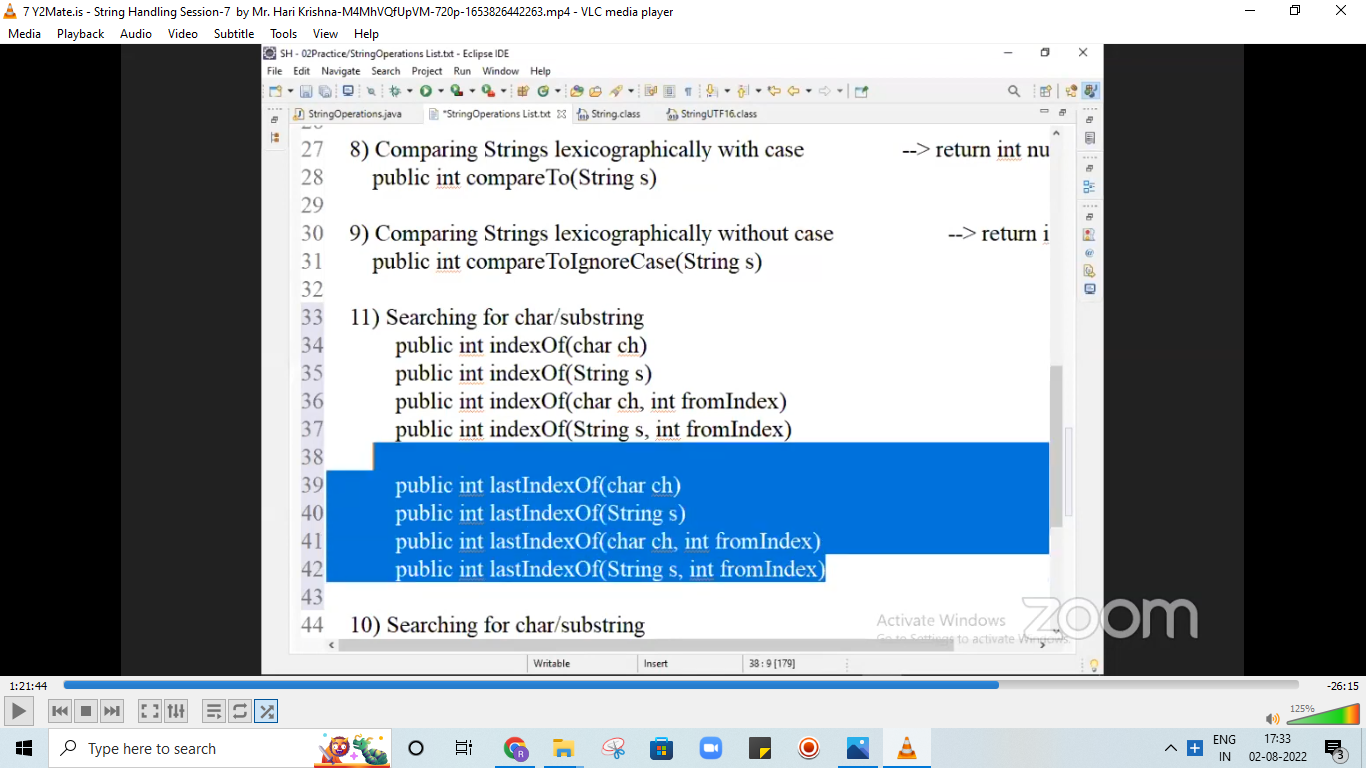 7 Y2Mate.is - String Handling Session-7 by Mr. Hari Krishna-M4MhVQfUpVM-720p-1653826442263.mp4 - VLC media player
Media Playback Audio Video Subtitle Tools View Help
SH - 02Practice/StringOperations List.txt - Eclipse IDE
File Edit Navigate Search Project Run Window Help
StringOperations.java *StringOperations List.txt String.class StringUTF16.class
27 8) Comparing Strings lexicographically with case --> return int nu
28 public int compareTo(String s)
29
30 9) Comparing Strings lexicographically without case --> return i
31 public int compareToIgnoreCase(String s)
32
33 11) Searching for char/substring
34 public int indexOf(char ch)
35 public int indexOf(String s)
36 public int indexOf(char ch, int fromIndex)
37 public int indexOf(String s, int fromIndex)
38
39 public int lastIndexOf(char ch)
40 public int lastIndexOf(String s)
41 public int lastIndexOf(char ch, int fromIndex)
42 public int lastIndexOf(String s, int fromIndex)
43
44 10) Searching for char/substring
Activate Windows
Go to Settings to activate Windows.
zoom
Writable Insert 38 : 9 [179]
1:21:44 -26:15
125%
Type here to search
ENG
IN
17:33
02-08-2022
3